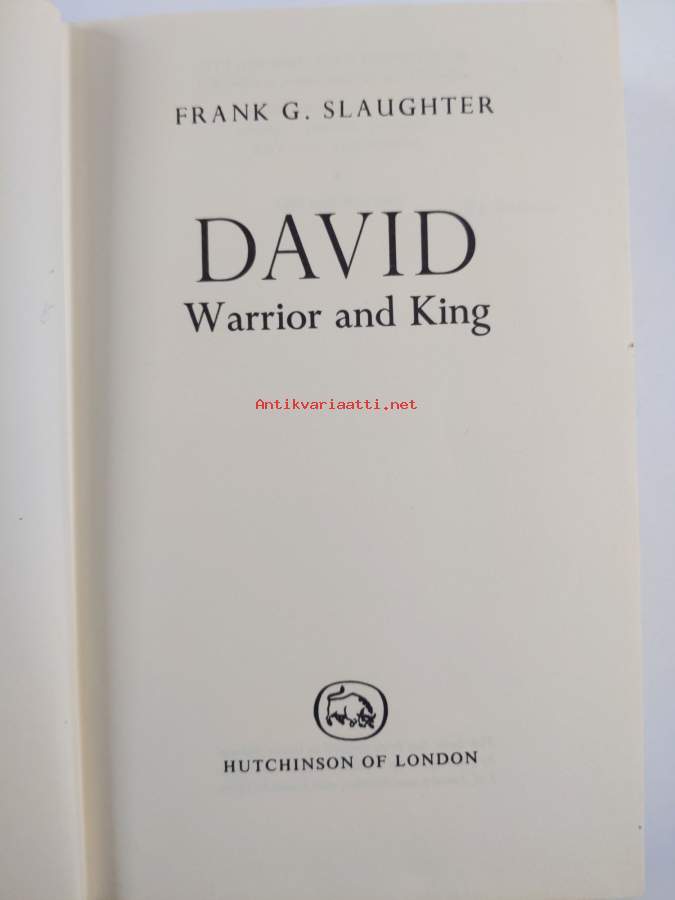 FRANK G. SLAUGHTER
DAVID
Warrior and King
Antikvariaatti.net
HUTCHINSON OF LONDON